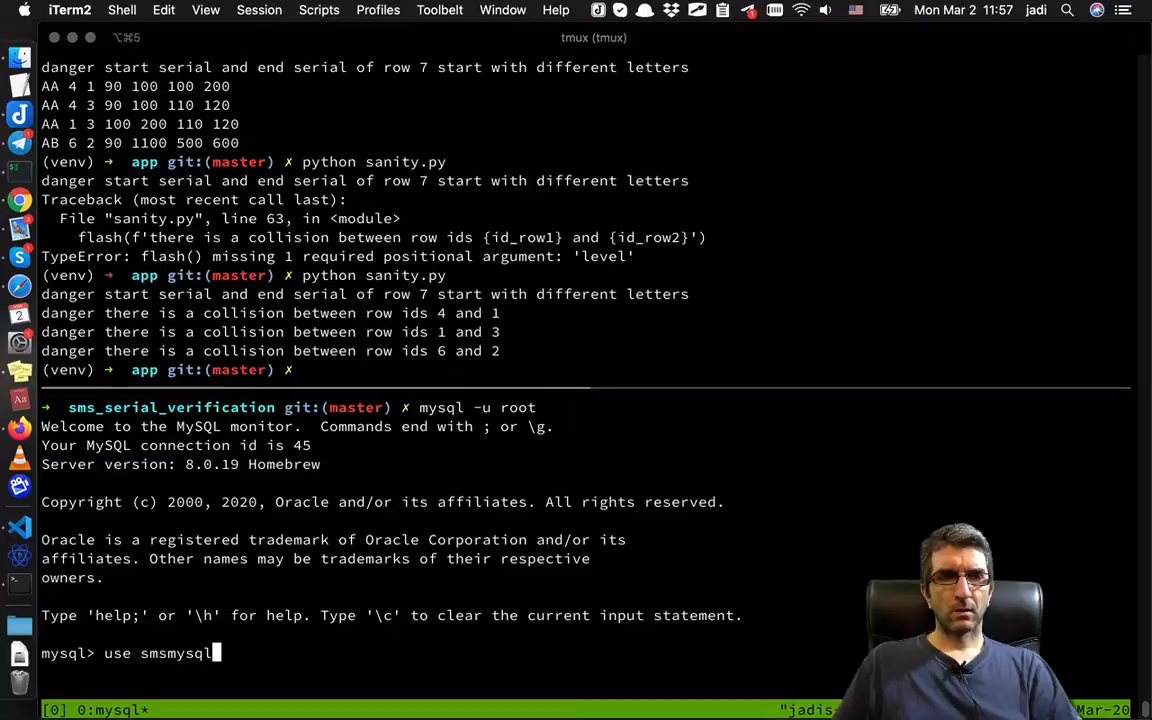 iTerm2 Shell Edit View Session Scripts Profiles Toolbelt Window Help Mon Mar 2 11:57 jadi
⌥⌘5 tmux (tmux)
danger start serial and end serial of row 7 start with different letters
AA 4 1 90 100 100 200
AA 4 3 90 100 110 120
AA 1 3 100 200 110 120
AB 6 2 90 1100 500 600
(venv) → app git:(master) ✗ python sanity.py
danger start serial and end serial of row 7 start with different letters
Traceback (most recent call last):
File "sanity.py", line 63, in <module>
flash(f'there is a collision between row ids {id_row1} and {id_row2}')
TypeError: flash() missing 1 required positional argument: 'level'
(venv) → app git:(master) ✗ python sanity.py
danger start serial and end serial of row 7 start with different letters
danger there is a collision between row ids 4 and 1
danger there is a collision between row ids 1 and 3
danger there is a collision between row ids 6 and 2
(venv) → app git:(master) ✗
→ sms_serial_verification git:(master) ✗ mysql -u root
Welcome to the MySQL monitor. Commands end with ; or \g.
Your MySQL connection id is 45
Server version: 8.0.19 Homebrew
Copyright (c) 2000, 2020, Oracle and/or its affiliates. All rights reserved.
Oracle is a registered trademark of Oracle Corporation and/or its
affiliates. Other names may be trademarks of their respective
owners.
Type 'help;' or '\h' for help. Type '\c' to clear the current input statement.
mysql> use smsmysql
[0] 0:mysql* "jadis- Mar-20